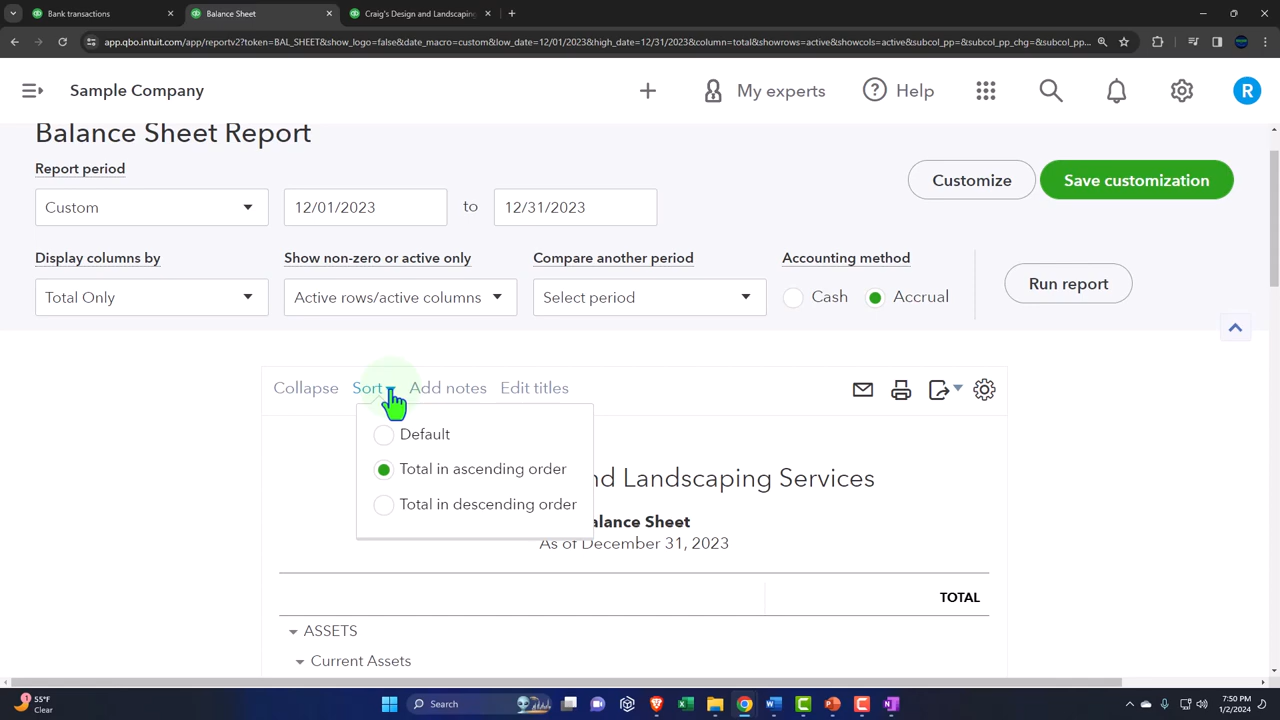 Bank transactions
Balance Sheet
Craig's Design and Landscaping
app.qbo.intuit.com/app/reportv2?token=BAL_SHEET&show_logo=false&date_macro=custom&low_date=12/01/2023&high_date=12/31/2023&column=total&showrows=active&showcols=active&subcol_pp=&subcol_pp_chg=&subcol_pp...
Sample Company
My experts
Help
R
Balance Sheet Report
Report period
Custom
12/01/2023
to
12/31/2023
Customize
Save customization
Display columns by
Show non-zero or active only
Compare another period
Accounting method
Total Only
Active rows/active columns
Select period
Cash
Accrual
Run report
Collapse
Sort
Add notes
Edit titles
Default
Total in ascending order
Total in descending order
nd Landscaping Services
alance Sheet
As of December 31, 2023
TOTAL
ASSETS
Current Assets
55°F
Clear
Search
7:50 PM
1/2/2024